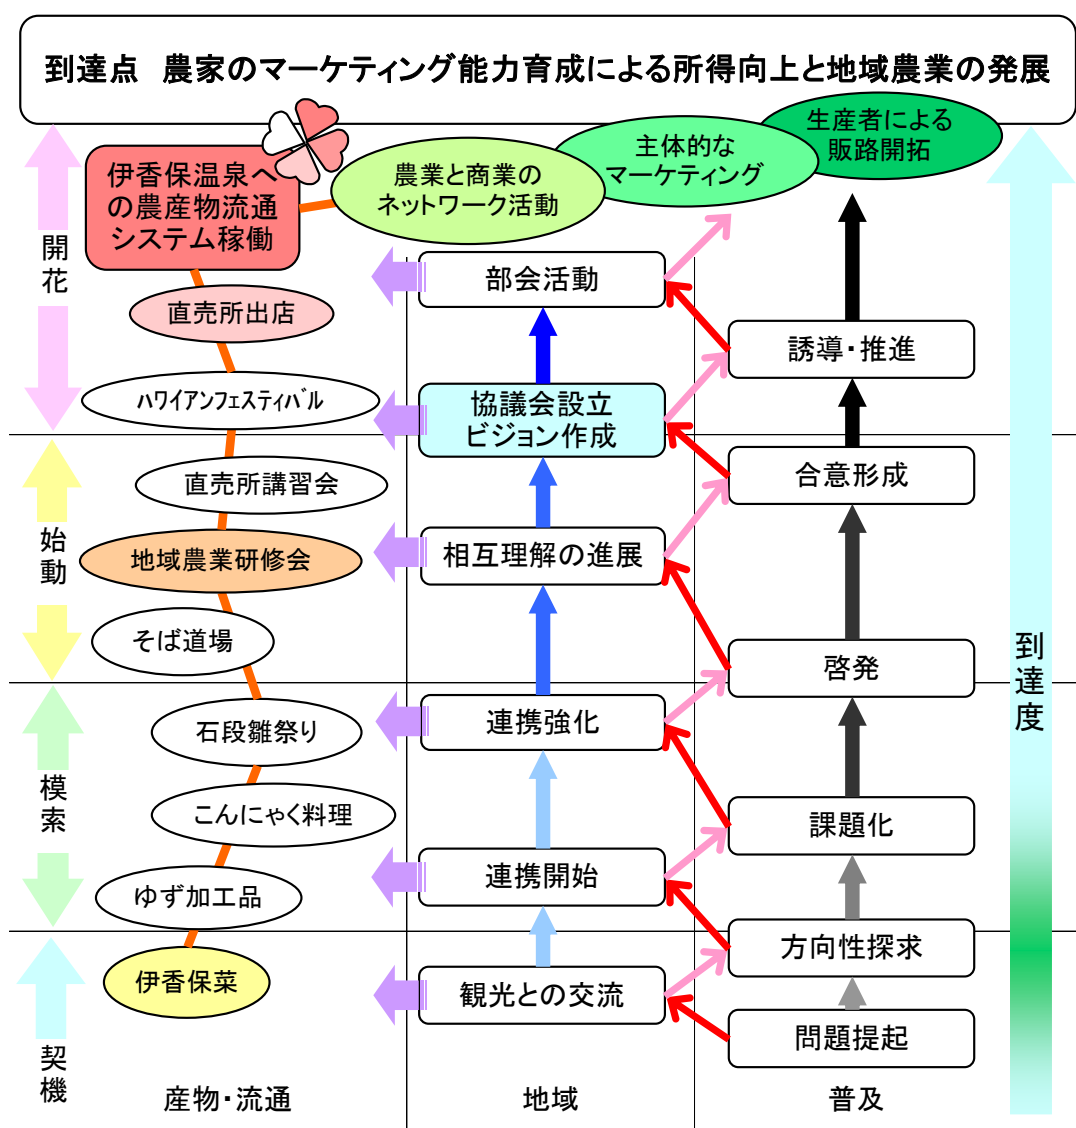 到達点　農家のマーケティング能力育成による所得向上と地域農業の発展
生産者による
販路開拓
主体的な
マーケティング
農業と商業の
ネットワーク活動
伊香保温泉へ
の農産物流通
システム稼働
開花
部会活動
直売所出店
誘導・推進
ﾊﾜｲｱﾝﾌｪｽﾃｨﾊﾞﾙ
協議会設立
ビジョン作成
直売所講習会
合意形成
始動
地域農業研修会
相互理解の進展
そば道場
啓発
到達度
石段雛祭り
連携強化
模索
こんにゃく料理
課題化
ゆず加工品
連携開始
方向性探求
伊香保菜
観光との交流
問題提起
契機
産物・流通
地域
普及